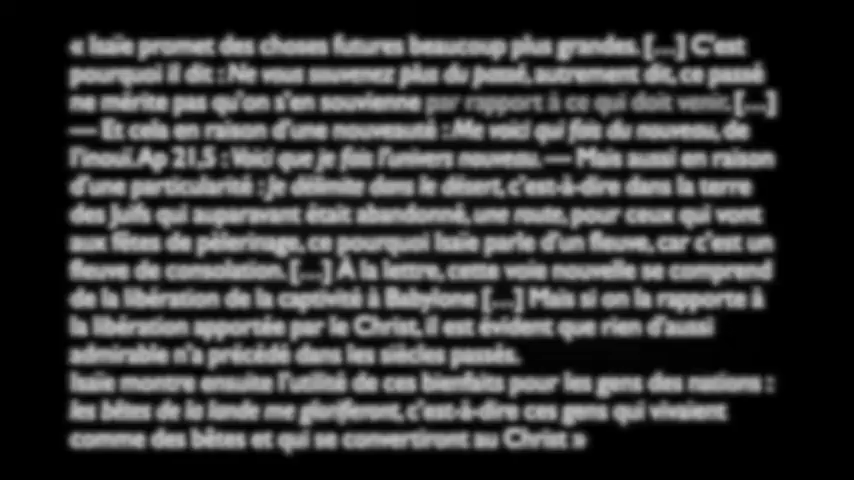 « Isaïe promet des choses futures beaucoup plus grandes. [...] C'est
pourquoi il dit : Ne vous souvenez plus du passé, autrement dit, ce passé
ne mérite pas qu'on s'en souvienne par rapport à ce qui doit venir. [...]
— Et cela en raison d'une nouveauté : Me voici qui fais du nouveau, de
l'inouï. Ap 21,5 : Voici que je fais l'univers nouveau. — Mais aussi en raison
d'une particularité : Je délimite dans le désert, c'est-à-dire dans la terre
des Juifs qui auparavant était abandonné, une route, pour ceux qui vont
aux fêtes de pèlerinage, ce pourquoi Isaïe parle d'un fleuve, car c'est un
fleuve de consolation. [...] À la lettre, cette voie nouvelle se comprend
de la libération de la captivité à Babylone [...] Mais si on la rapporte à
la libération apportée par le Christ, il est évident que rien d'aussi
admirable n'a précédé dans les siècles passés.
Isaïe montre ensuite l'utilité de ces bienfaits pour les gens des nations :
les bêtes de la lande me glorifieront, c'est-à-dire ces gens qui vivaient
comme des bêtes et qui se convertiront au Christ »